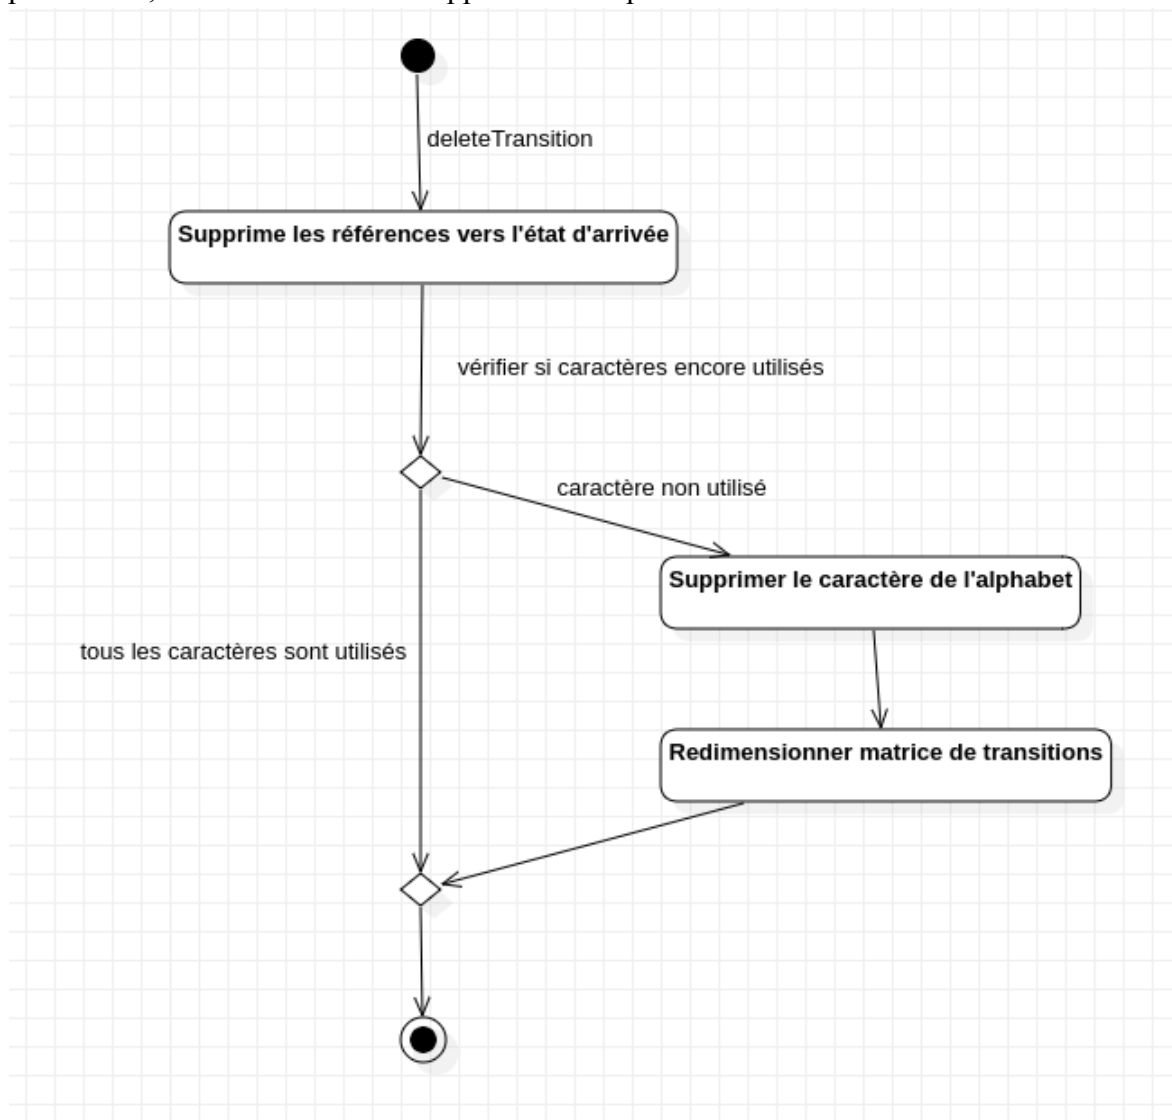 deleteTransition
Supprime les références vers l'état d'arrivée
vérifier si caractères encore utilisés
caractère non utilisé
Supprimer le caractère de l'alphabet
tous les caractères sont utilisés
Redimensionner matrice de transitions